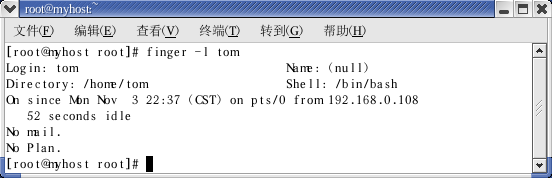 root@myhost:~
文件(F) 编辑(E) 查看(V) 终端(T) 转到(G) 帮助(H)
[root@myhost root]# finger -l tom
Login: tom Name: (null)
Directory: /home/tom Shell: /bin/bash
On since Mon Nov 3 22:37 (CST) on pts/0 from 192.168.0.108
52 seconds idle
No mail.
No Plan.
[root@myhost root]#